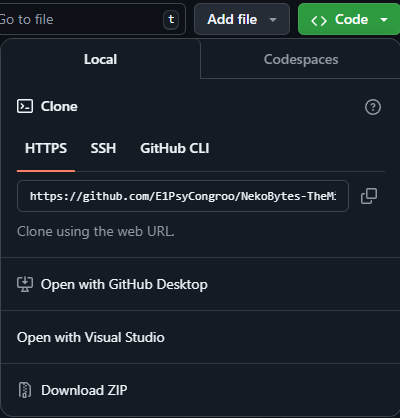 Go to file t Add file Code
Local Codespaces
Clone
HTTPS SSH GitHub CLI
https://github.com/E1PsyCongroo/NekoBytes-TheMi
Clone using the web URL.
Open with GitHub Desktop
Open with Visual Studio
Download ZIP